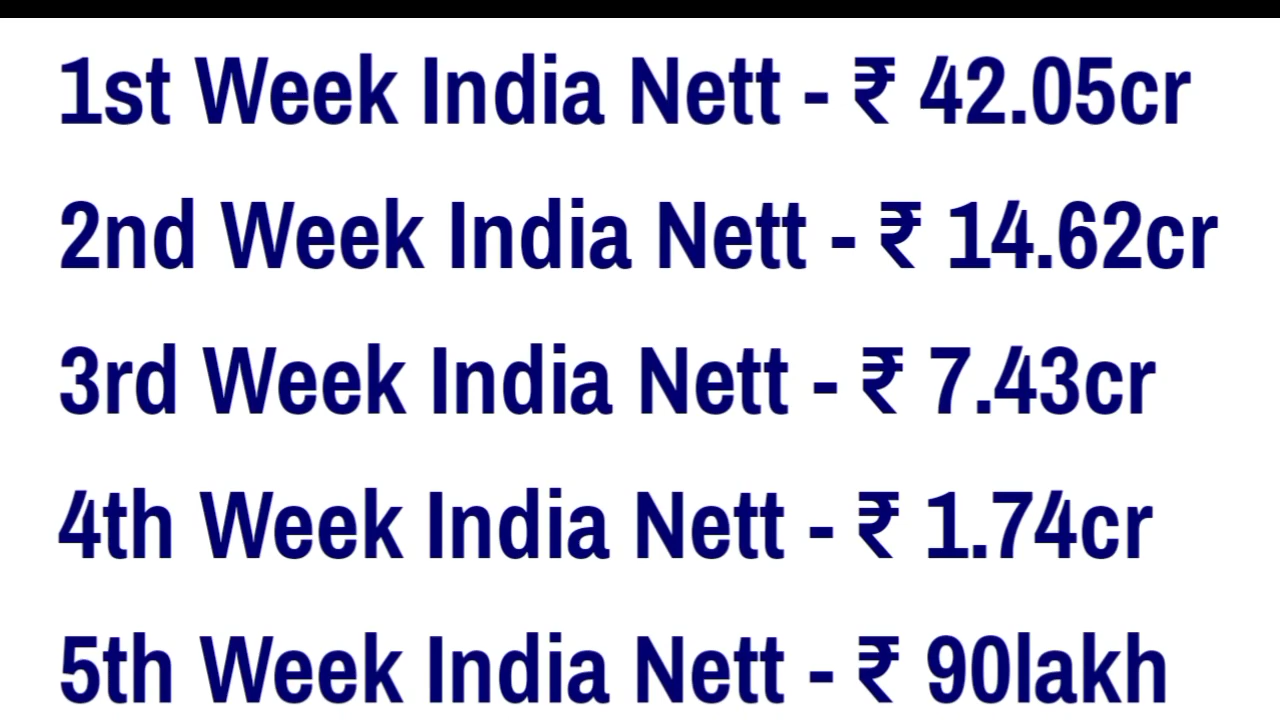 1st Week India Nett - ₹ 42.05cr
2nd Week India Nett - ₹ 14.62cr
3rd Week India Nett - ₹ 7.43cr
4th Week India Nett - ₹ 1.74cr
5th Week India Nett - ₹ 90lakh